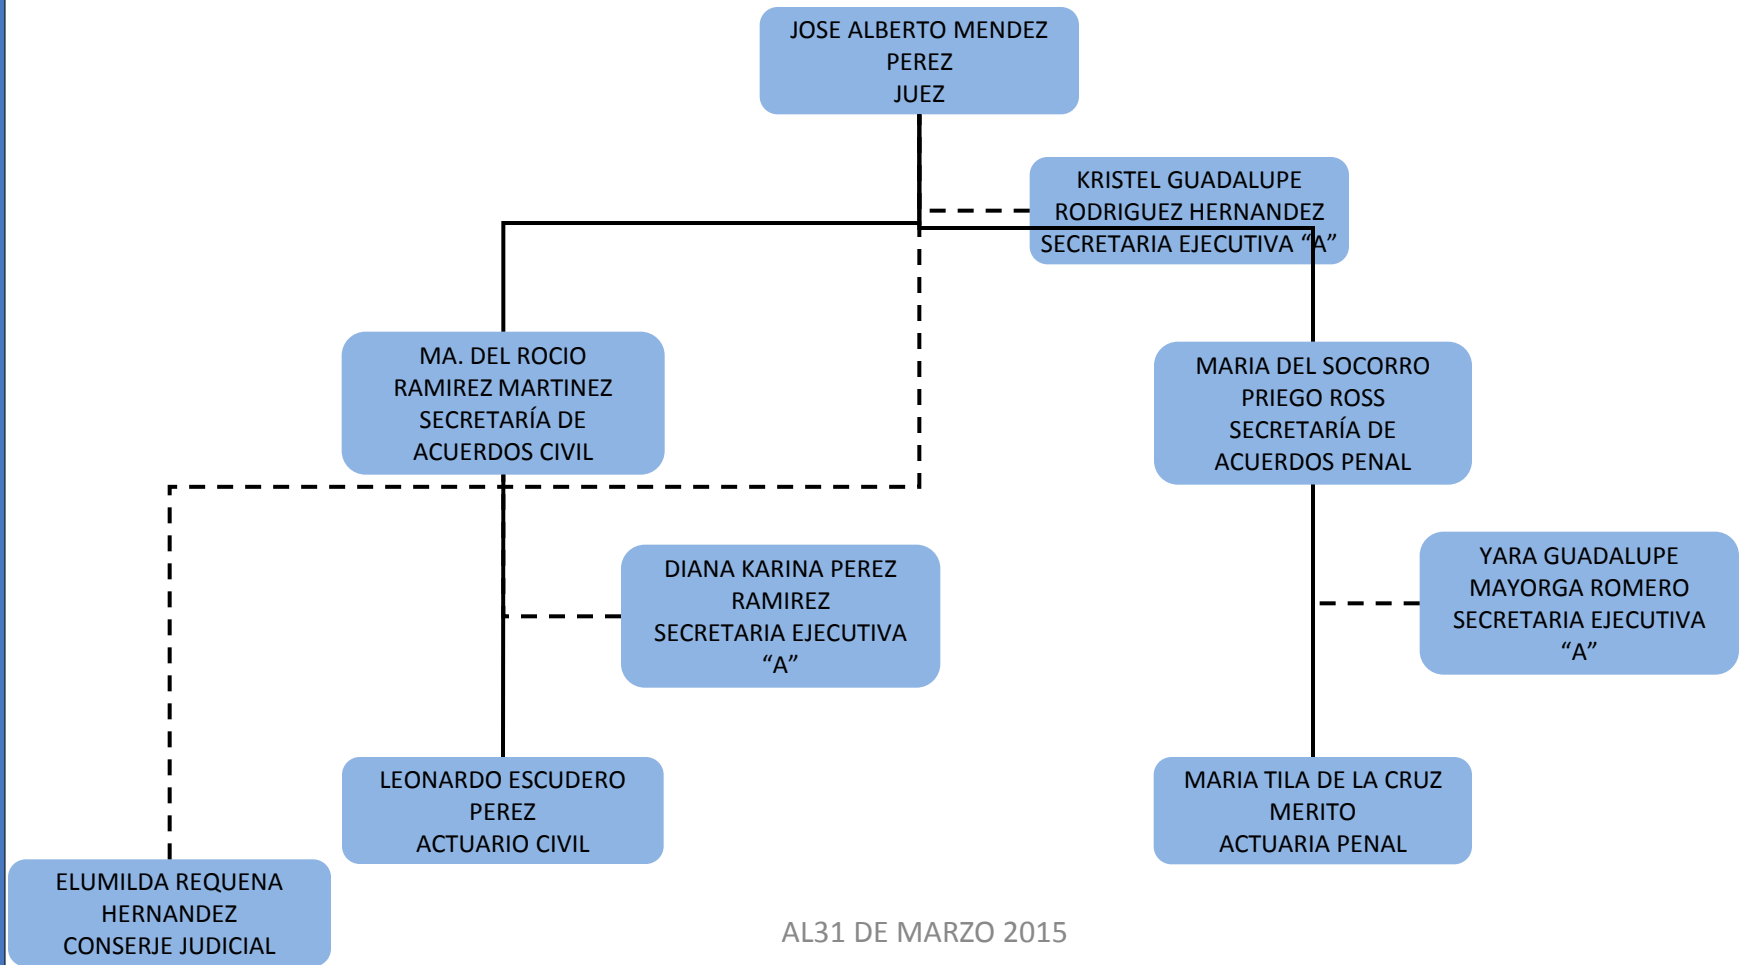 JOSE ALBERTO MENDEZ
PEREZ
JUEZ
KRISTEL GUADALUPE
RODRIGUEZ HERNANDEZ
SECRETARIA EJECUTIVA “A”
MA. DEL ROCIO
RAMIREZ MARTINEZ
SECRETARÍA DE
ACUERDOS CIVIL
MARIA DEL SOCORRO
PRIEGO ROSS
SECRETARÍA DE
ACUERDOS PENAL
DIANA KARINA PEREZ
RAMIREZ
SECRETARIA EJECUTIVA
“A”
YARA GUADALUPE
MAYORGA ROMERO
SECRETARIA EJECUTIVA
“A”
LEONARDO ESCUDERO
PEREZ
ACTUARIO CIVIL
MARIA TILA DE LA CRUZ
MERITO
ACTUARIA PENAL
ELUMILDA REQUENA
HERNANDEZ
CONSERJE JUDICIAL
AL31 DE MARZO 2015